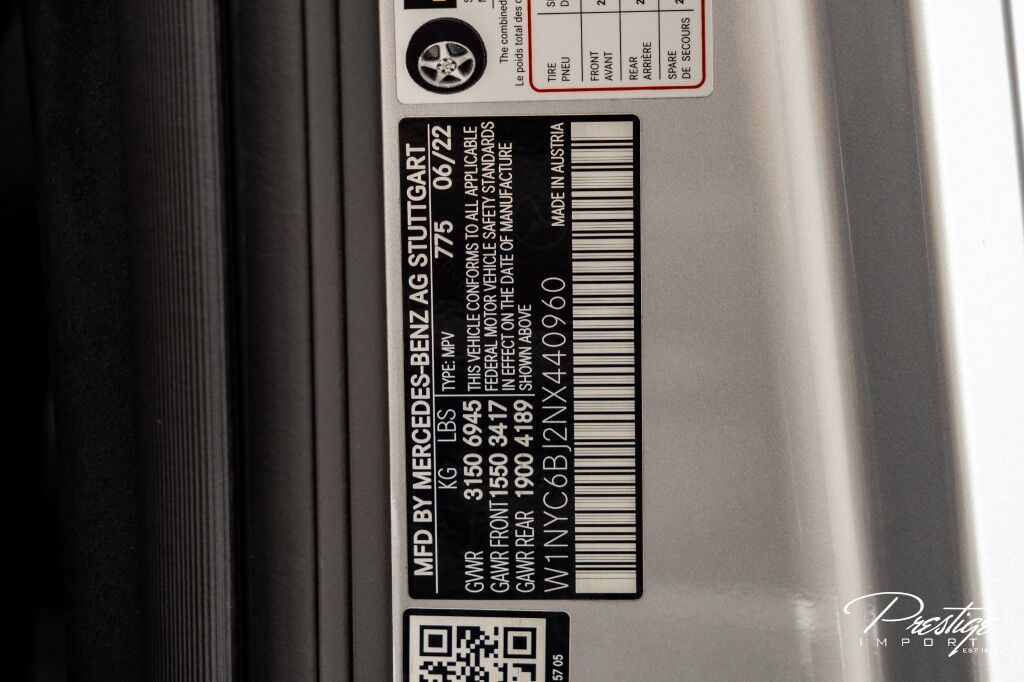 The combined
Le poids total des o
TIRE
PNEU
FRONT
AVANT
REAR
ARRIÈRE
SPARE
DE SECOURS
MFD BY MERCEDES-BENZ AG STUTTGART
KG LBS TYPE: MPV 775 06/22
GVWR 3150 6945
GAWR FRONT 1550 3417
GAWR REAR 1900 4189
THIS VEHICLE CONFORMS TO ALL APPLICABLE
FEDERAL MOTOR VEHICLE SAFETY STANDARDS
IN EFFECT ON THE DATE OF MANUFACTURE
SHOWN ABOVE
W1NYC6BJ2NX440960 MADE IN AUSTRIA
57 05
Prestige
IMPORTS